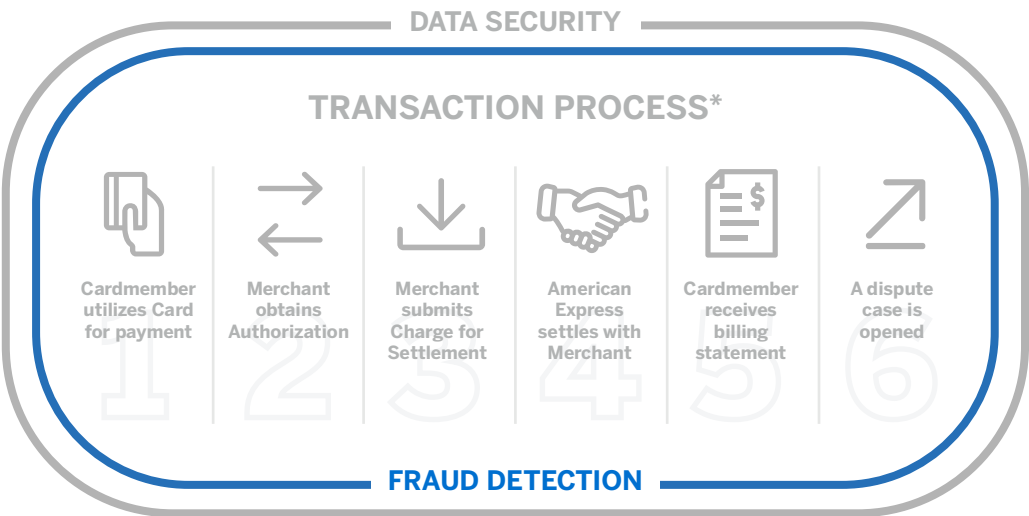 DATA SECURITY
TRANSACTION PROCESS*
$
Cardmember
utilizes Card
for payment
1
Merchant
obtains
Authorization
2
Merchant
submits
Charge for
Settlement
3
American
Express
settles with
Merchant
4
Cardmember
receives
billing
statement
5
A dispute
case is
opened
6
FRAUD DETECTION